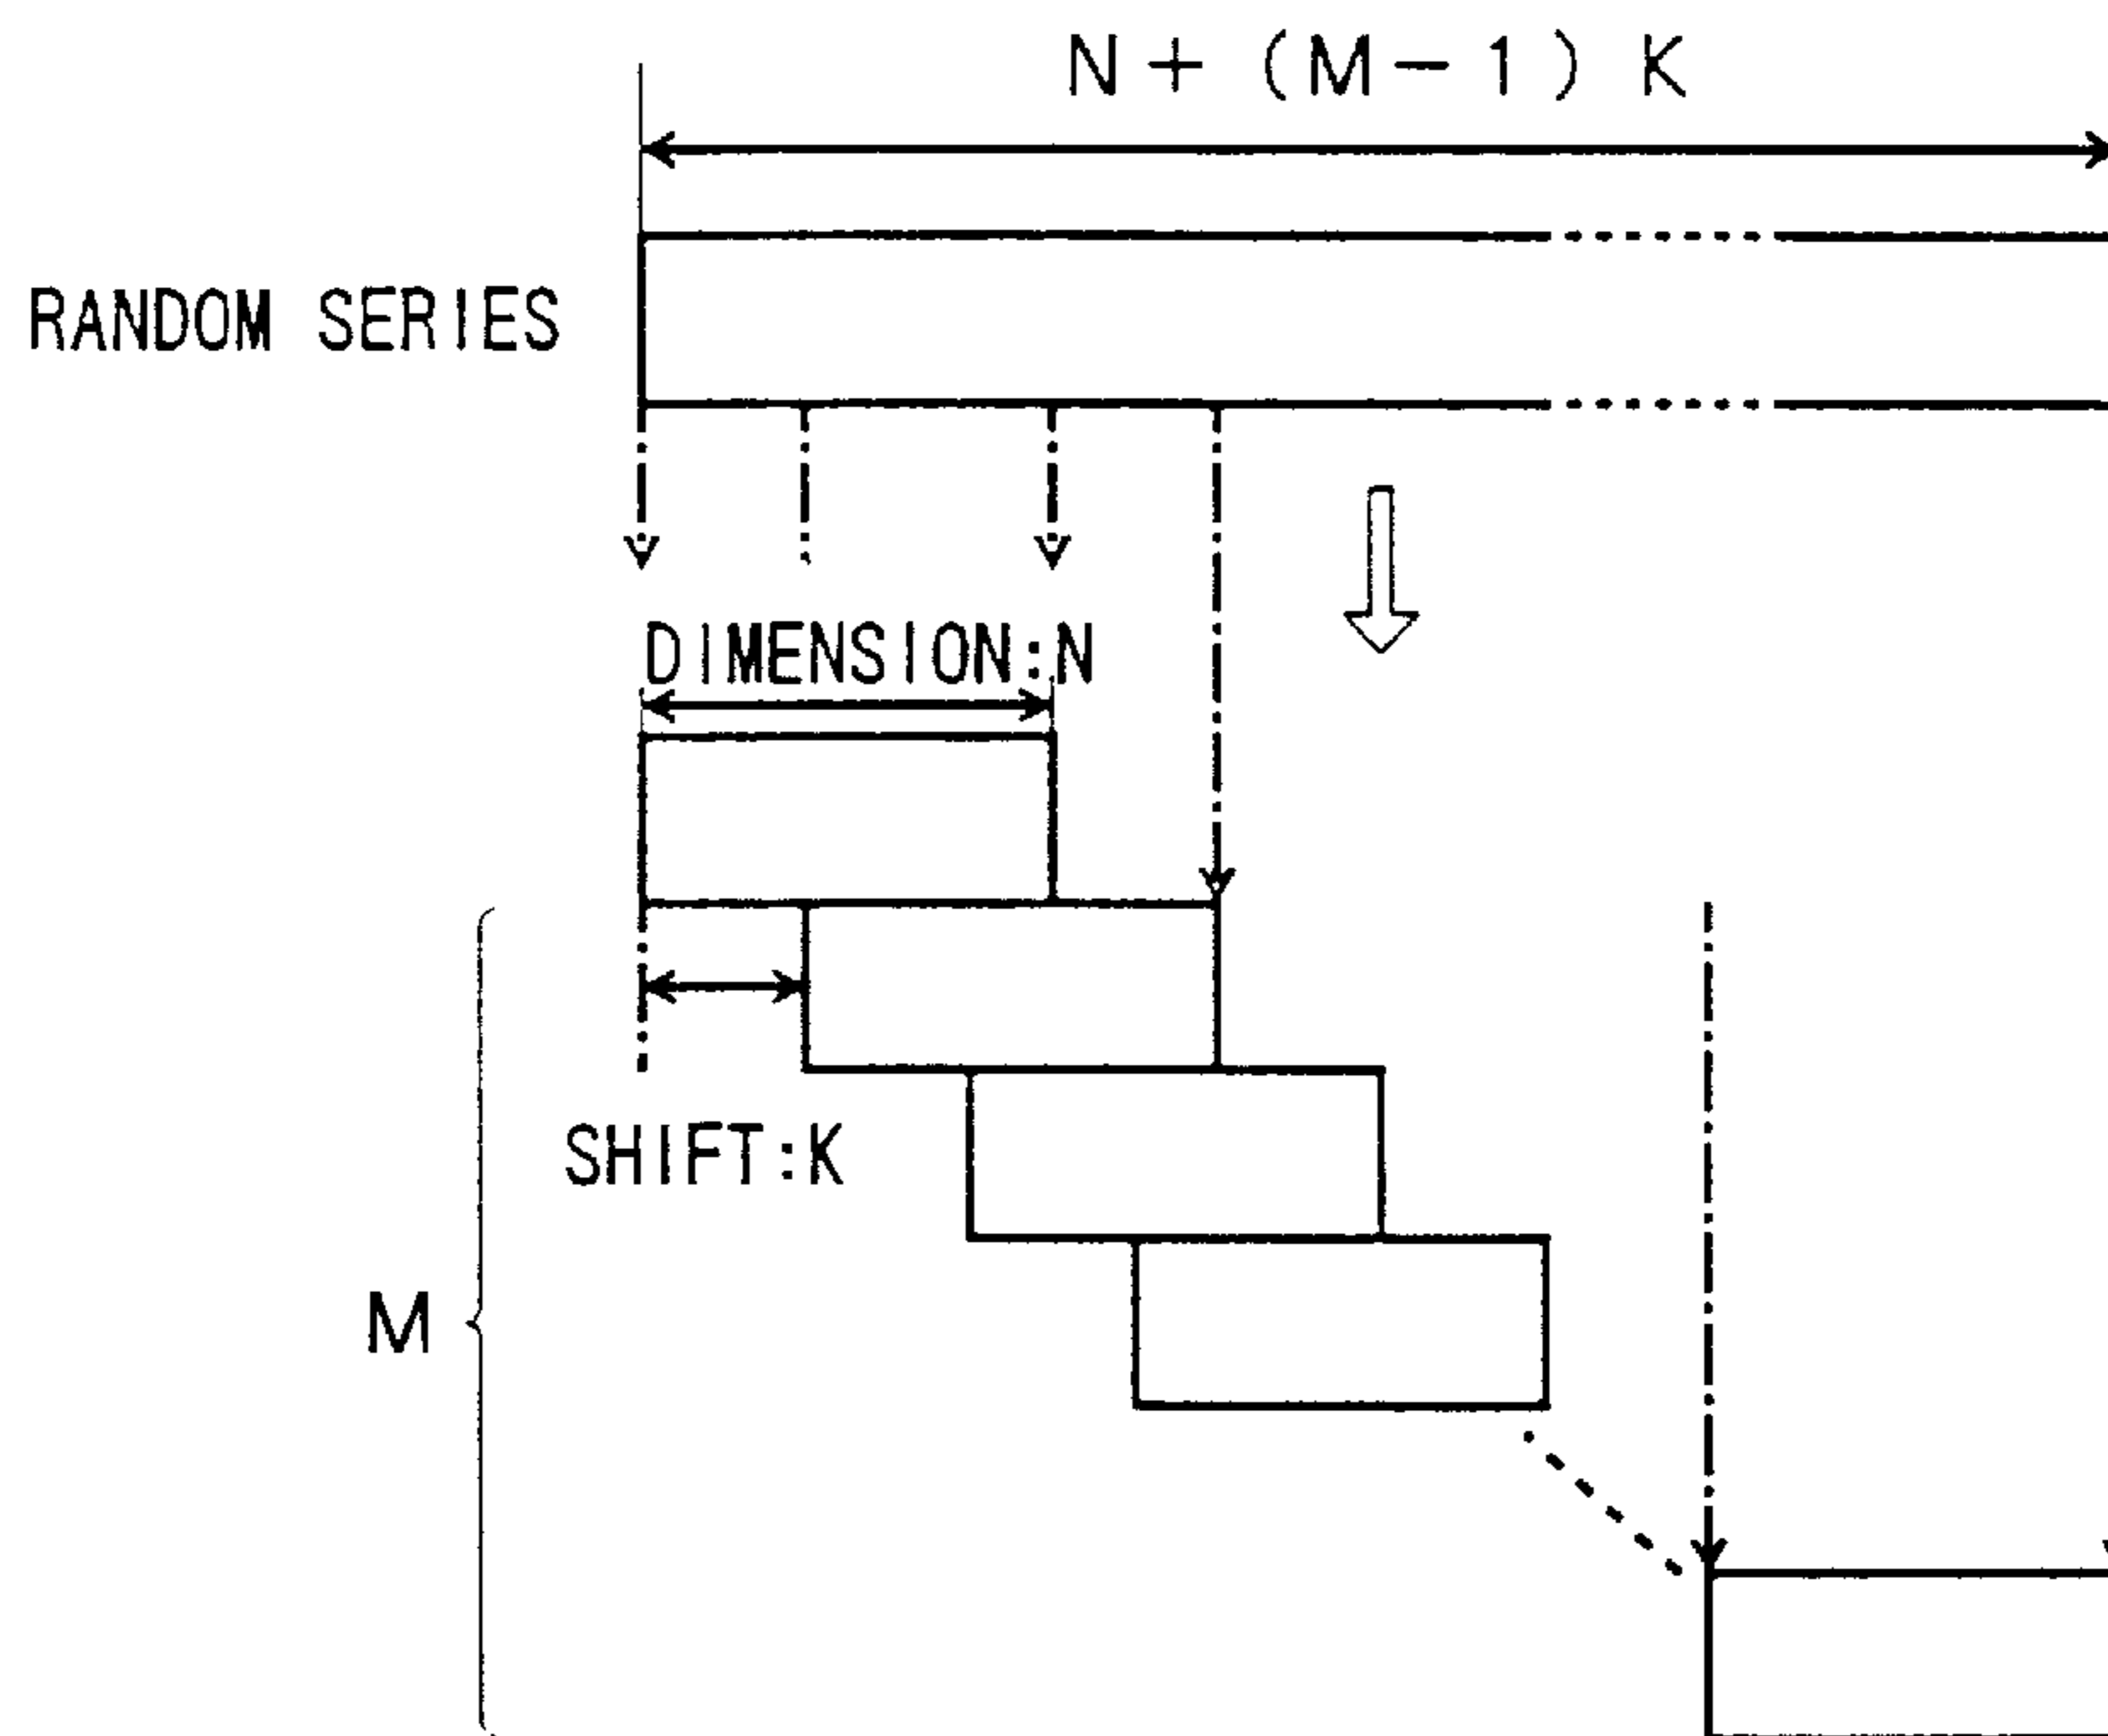 N + (M - 1) K
RANDOM SERIES
DIMENSION:N
SHIFT:K
M